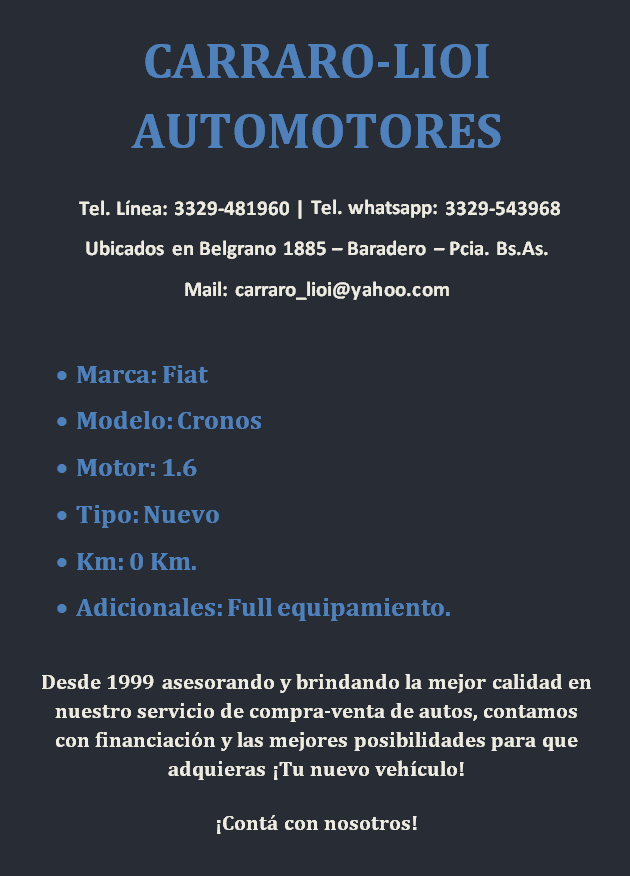 CARRARO-LIOI
AUTOMOTORES
Tel. Línea: 3329-481960 | Tel. whatsapp: 3329-543968
Ubicados en Belgrano 1885 – Baradero – Pcia. Bs.As.
Mail: carraro_lioi@yahoo.com
• Marca: Fiat
• Modelo: Cronos
• Motor: 1.6
• Tipo: Nuevo
• Km: 0 Km.
• Adicionales: Full equipamiento.
Desde 1999 asesorando y brindando la mejor calidad en
nuestro servicio de compra-venta de autos, contamos
con financiación y las mejores posibilidades para que
adquieras ¡Tu nuevo vehículo!
¡Contá con nosotros!